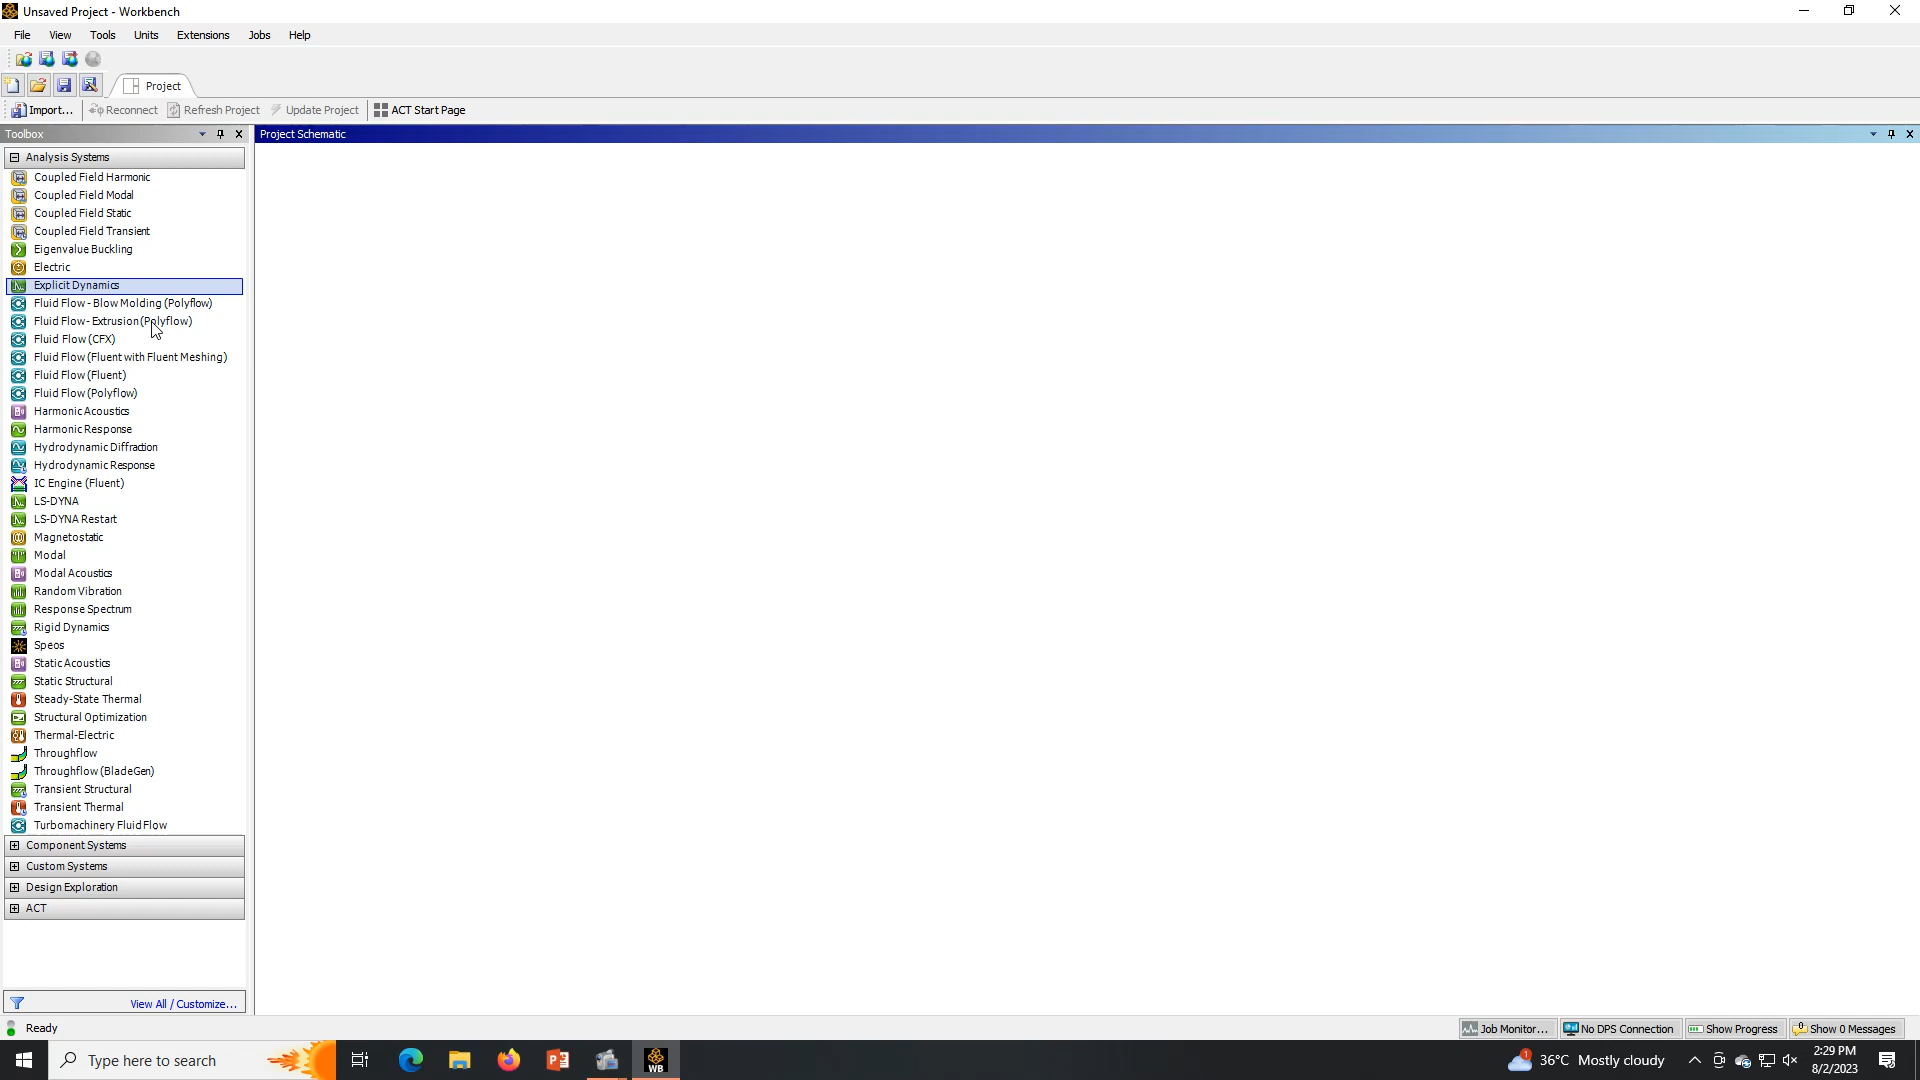 Unsaved Project - Workbench
File View Tools Units Extensions Jobs Help
Project
Import... Reconnect Refresh Project Update Project ACT Start Page
Toolbox
Project Schematic
Analysis Systems
Coupled Field Harmonic
Coupled Field Modal
Coupled Field Static
Coupled Field Transient
Eigenvalue Buckling
Electric
Explicit Dynamics
Fluid Flow - Blow Molding (Polyflow)
Fluid Flow - Extrusion (Polyflow)
Fluid Flow (CFX)
Fluid Flow (Fluent with Fluent Meshing)
Fluid Flow (Fluent)
Fluid Flow (Polyflow)
Harmonic Acoustics
Harmonic Response
Hydrodynamic Diffraction
Hydrodynamic Response
IC Engine (Fluent)
LS-DYNA
LS-DYNA Restart
Magnetostatic
Modal
Modal Acoustics
Random Vibration
Response Spectrum
Rigid Dynamics
Speos
Static Acoustics
Static Structural
Steady-State Thermal
Structural Optimization
Thermal-Electric
Throughflow
Throughflow (BladeGen)
Transient Structural
Transient Thermal
Turbomachinery Fluid Flow
Component Systems
Custom Systems
Design Exploration
ACT
View All / Customize...
Ready
Job Monitor... No DPS Connection Show Progress Show 0 Messages
Type here to search
WB
36°C Mostly cloudy
2:29 PM
8/2/2023